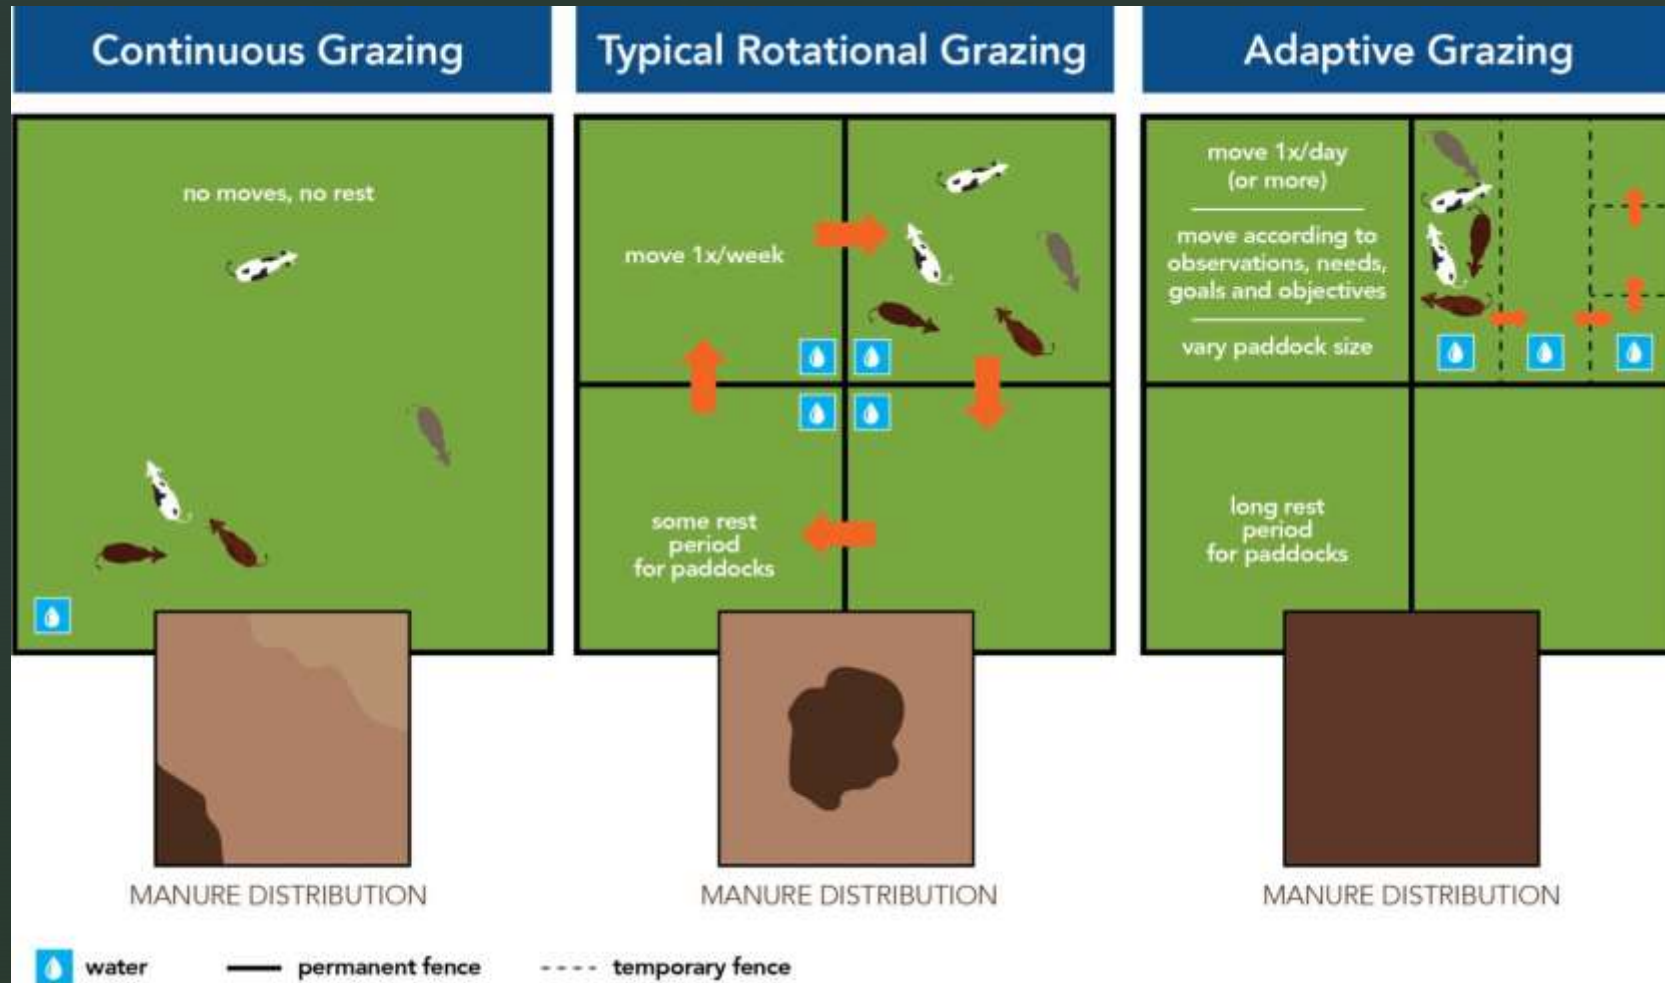 Continuous Grazing
no moves, no rest
MANURE DISTRIBUTION
Typical Rotational Grazing
move 1x/week
some rest
period
for paddocks
MANURE DISTRIBUTION
Adaptive Grazing
move 1x/day
(or more)
move according to
observations, needs,
goals and objectives
vary paddock size
long rest
period
for paddocks
MANURE DISTRIBUTION
water
permanent fence
temporary fence